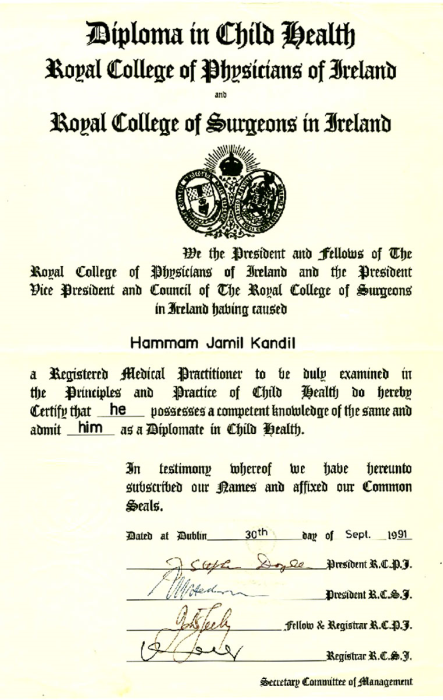 Diploma in Child Health
Royal College of Physicians of Ireland
and
Royal College of Surgeons in Ireland
We the President and Fellows of The
Royal College of Physicians of Ireland and the President
Vice President and Council of The Royal College of Surgeons
in Ireland having caused
Hammam Jamil Kandil
a Registered Medical Practitioner to be duly examined in
the Principles and Practice of Child Health do hereby
Certify that he possesses a competent knowledge of the same and
admit him as a Diplomate in Child Health.
In testimony whereof we have hereunto
subscribed our Names and affixed our Common
Seals.
Dated at Dublin 30th day of Sept. 1991
Doyle President R.C.P.I.
President R.C.S.I.
Fellow & Registrar R.C.P.I.
Registrar R.C.S.I.
Secretary Committee of Management